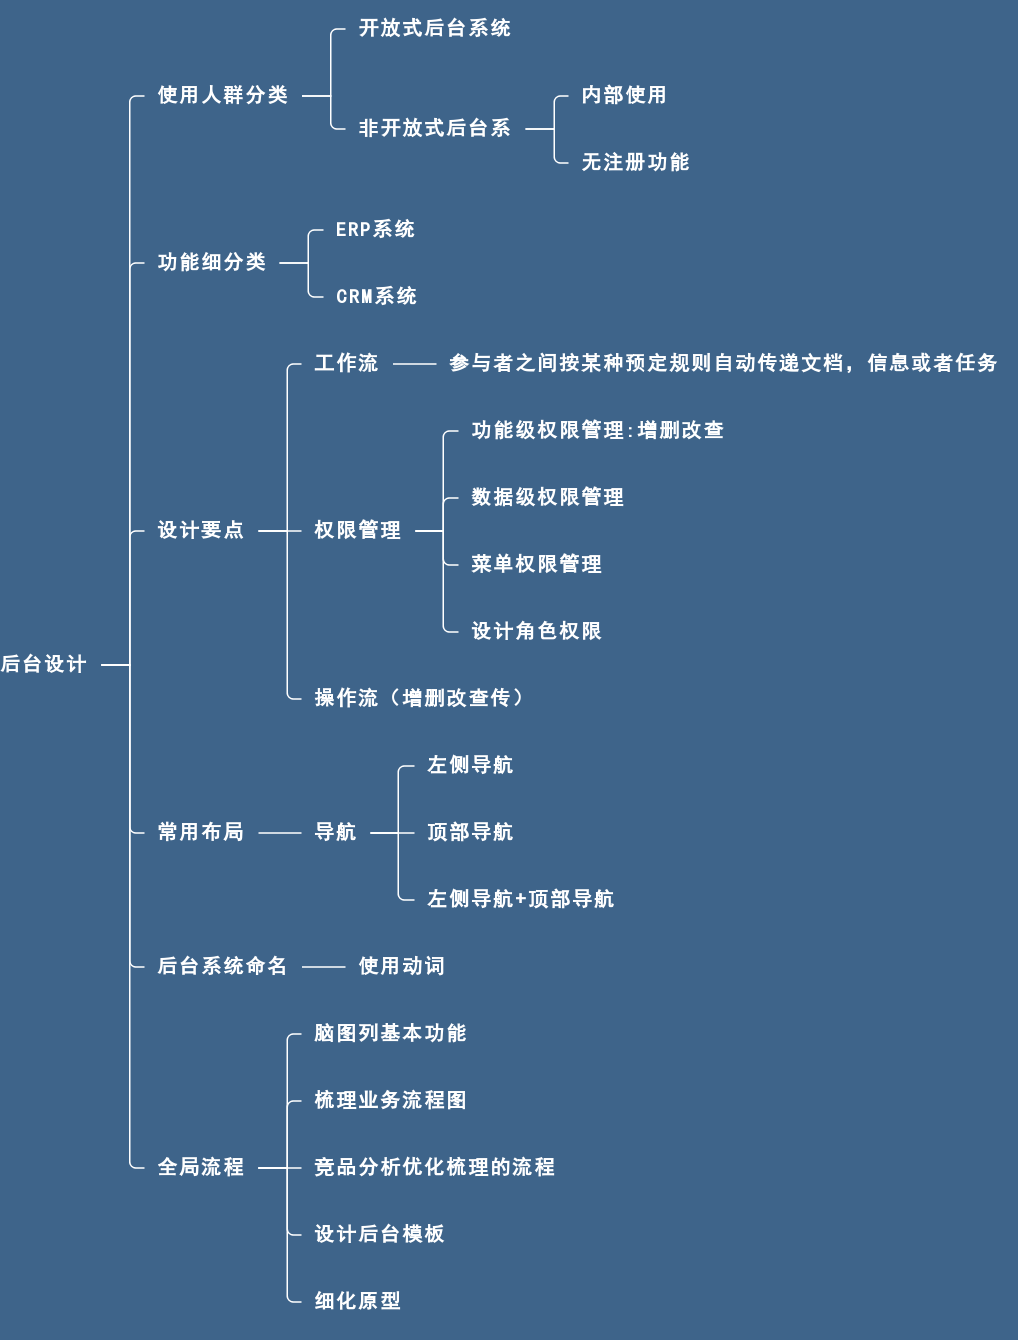 开放式后台系统
使用人群分类
内部使用
非开放式后台系
无注册功能
ERP系统
功能细分类
CRM系统
工作流
参与者之间按某种预定规则自动传递文档，信息或者任务
功能级权限管理:增删改查
数据级权限管理
设计要点
权限管理
菜单权限管理
设计角色权限
后台设计
操作流（增删改查传）
左侧导航
常用布局
导航
顶部导航
左侧导航+顶部导航
后台系统命名
使用动词
脑图列基本功能
梳理业务流程图
全局流程
竞品分析优化梳理的流程
设计后台模板
细化原型